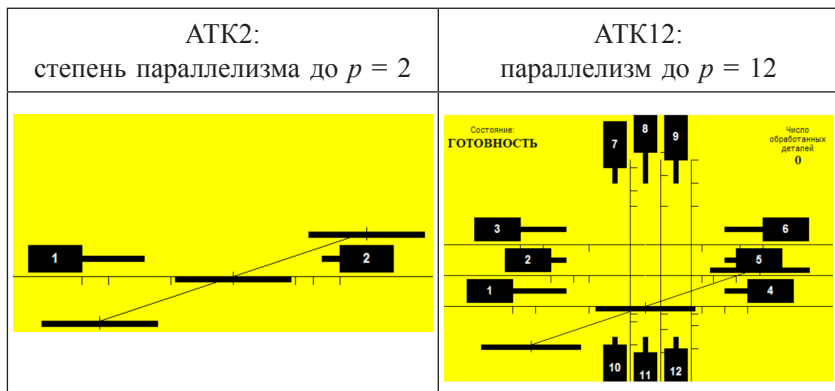 АТК2:
степень параллелизма до p = 2
АТК12:
параллелизм до p = 12
1
2
Состояние:
ГОТОВНОСТЬ
7
8
9
Число
обработанных
деталей
0
3
6
2
5
1
4
10
11
12